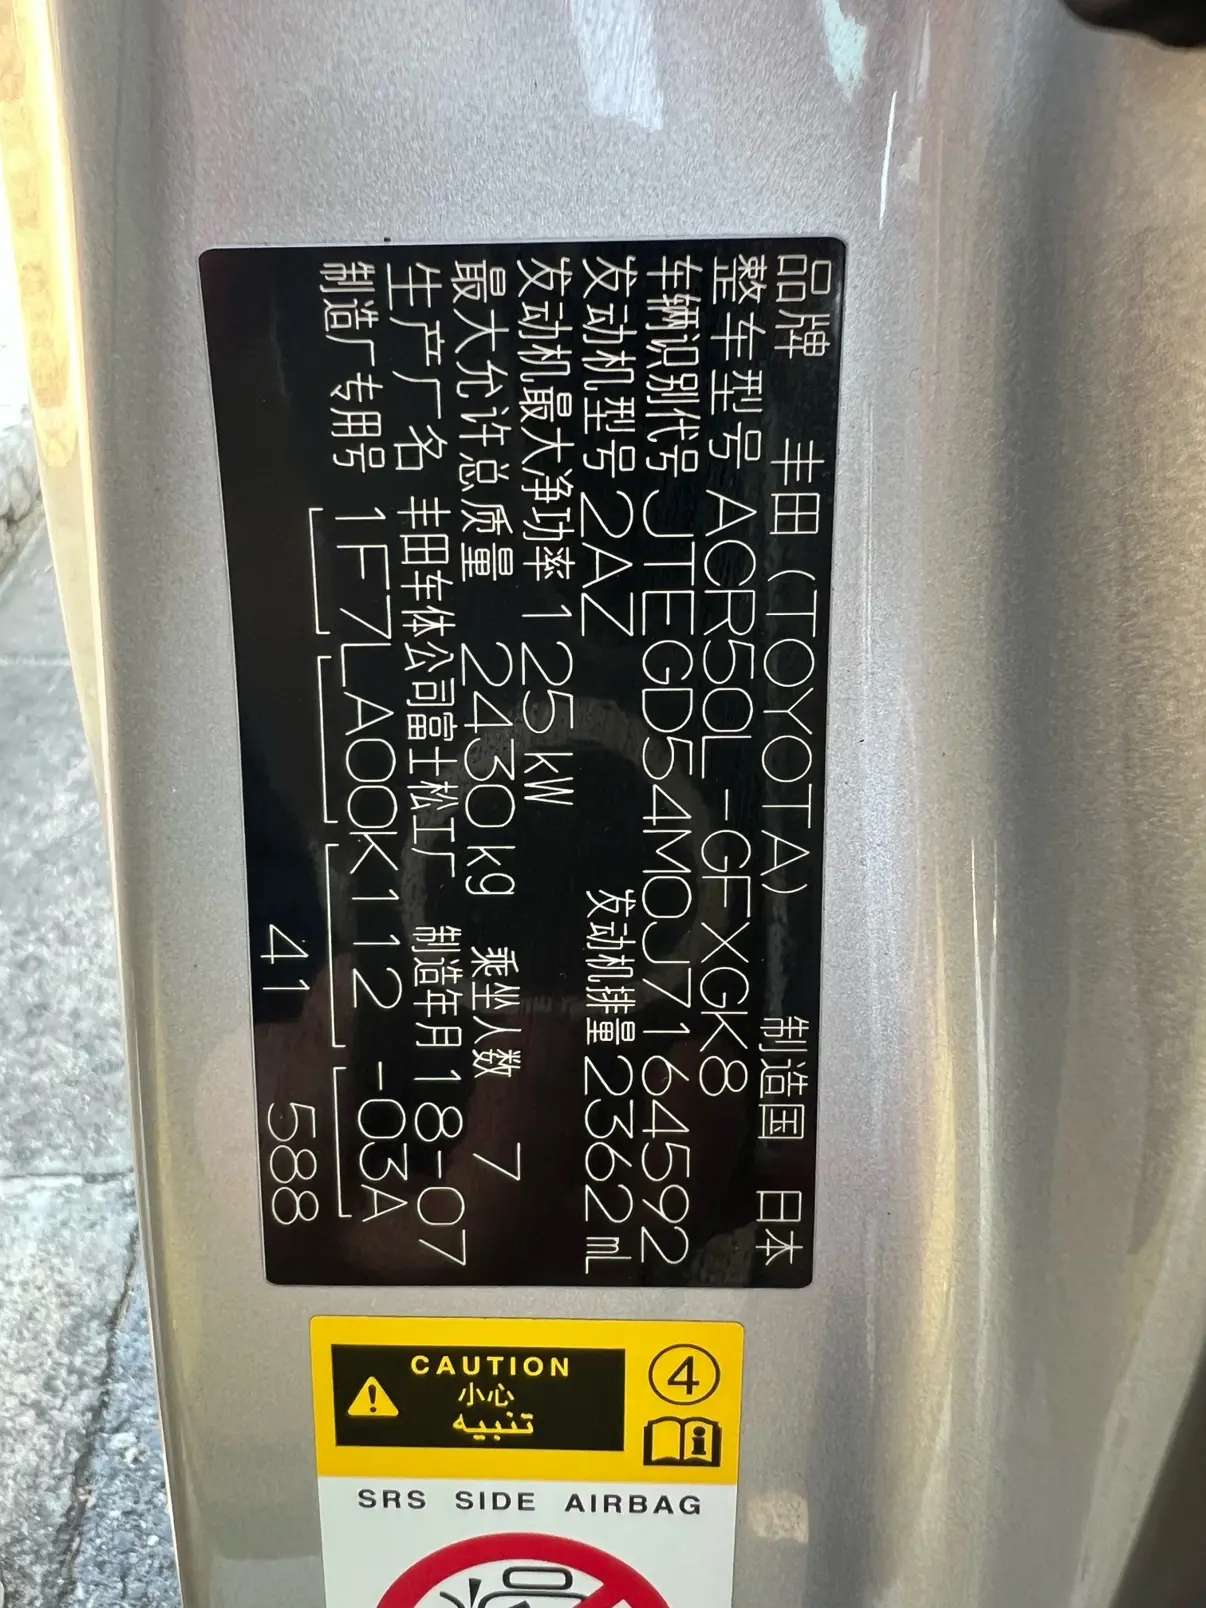 品牌 丰田 (TOYOTA) 制造国 日本
整车型号 ACR50L-GFXGK8
车辆识别代号 JTEGD54M0J7164592
发动机型号 2AZ 发动机排量 2362ml
发动机最大净功率 125kW
最大允许总质量 2430kg 乘坐人数 7
生产厂名 丰田车体公司富士松工厂 制造年月 18-07
制造厂专用号 1F7LA00K112-03A
41 588
CAUTION
小心
تنبيه
4
i
SRS SIDE AIRBAG